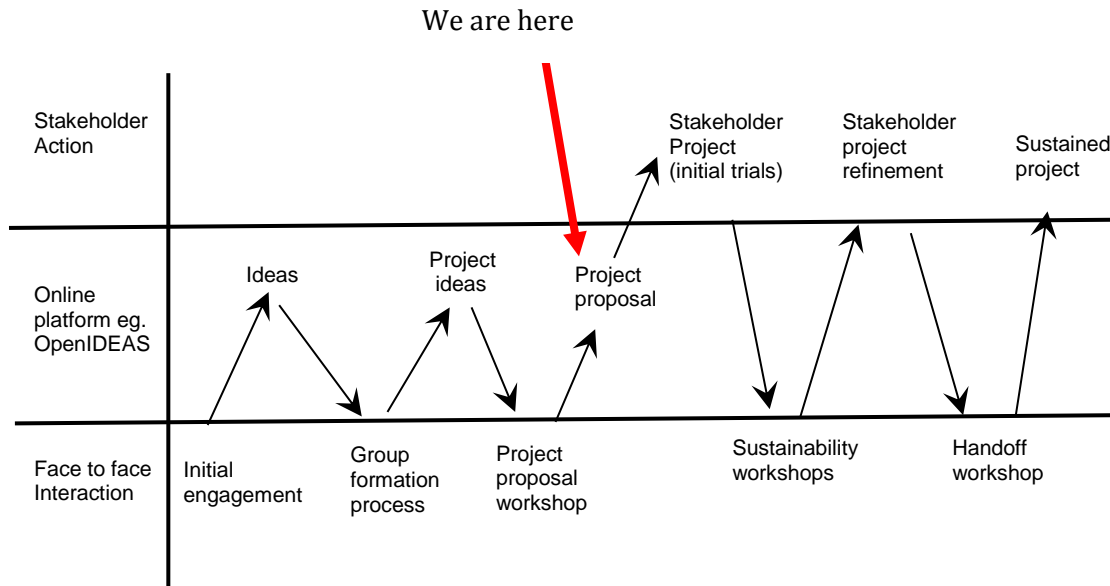 We are here
Stakeholder
Action
Stakeholder
Project
(initial trials)
Stakeholder
project
refinement
Sustained
project
Online
platform eg.
OpenIDEAS
Ideas
Project
ideas
Project
proposal
Face to face
Interaction
Initial
engagement
Group
formation
process
Project
proposal
workshop
Sustainability
workshops
Handoff
workshop